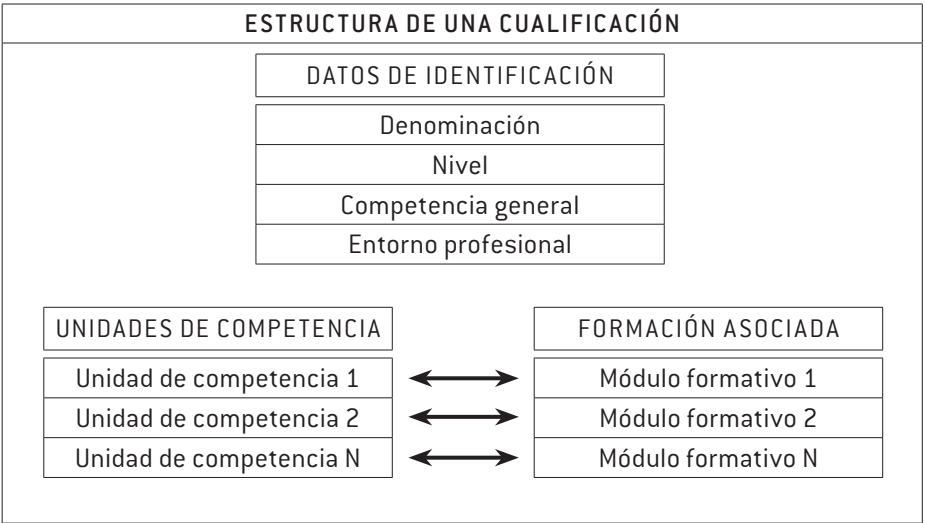 ESTRUCTURA DE UNA CUALIFICACIÓN
DATOS DE IDENTIFICACIÓN
Denominación
Nivel
Competencia general
Entorno profesional
UNIDADES DE COMPETENCIA
Unidad de competencia 1
Unidad de competencia 2
Unidad de competencia N
FORMACIÓN ASOCIADA
Módulo formativo 1
Módulo formativo 2
Módulo formativo N